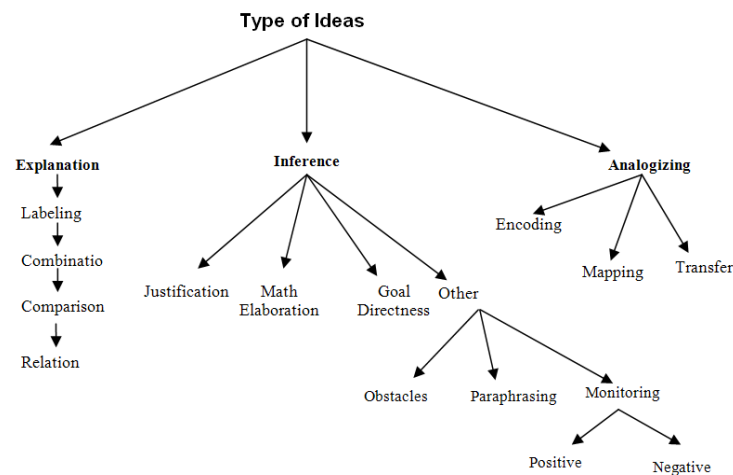 Type of Ideas
Explanation
Inference
Analogizing
Labeling
Encoding
Combinatio
Mapping
Transfer
Comparison
Justification
Math
Elaboration
Goal
Directness
Other
Relation
Obstacles
Paraphrasing
Monitoring
Positive
Negative